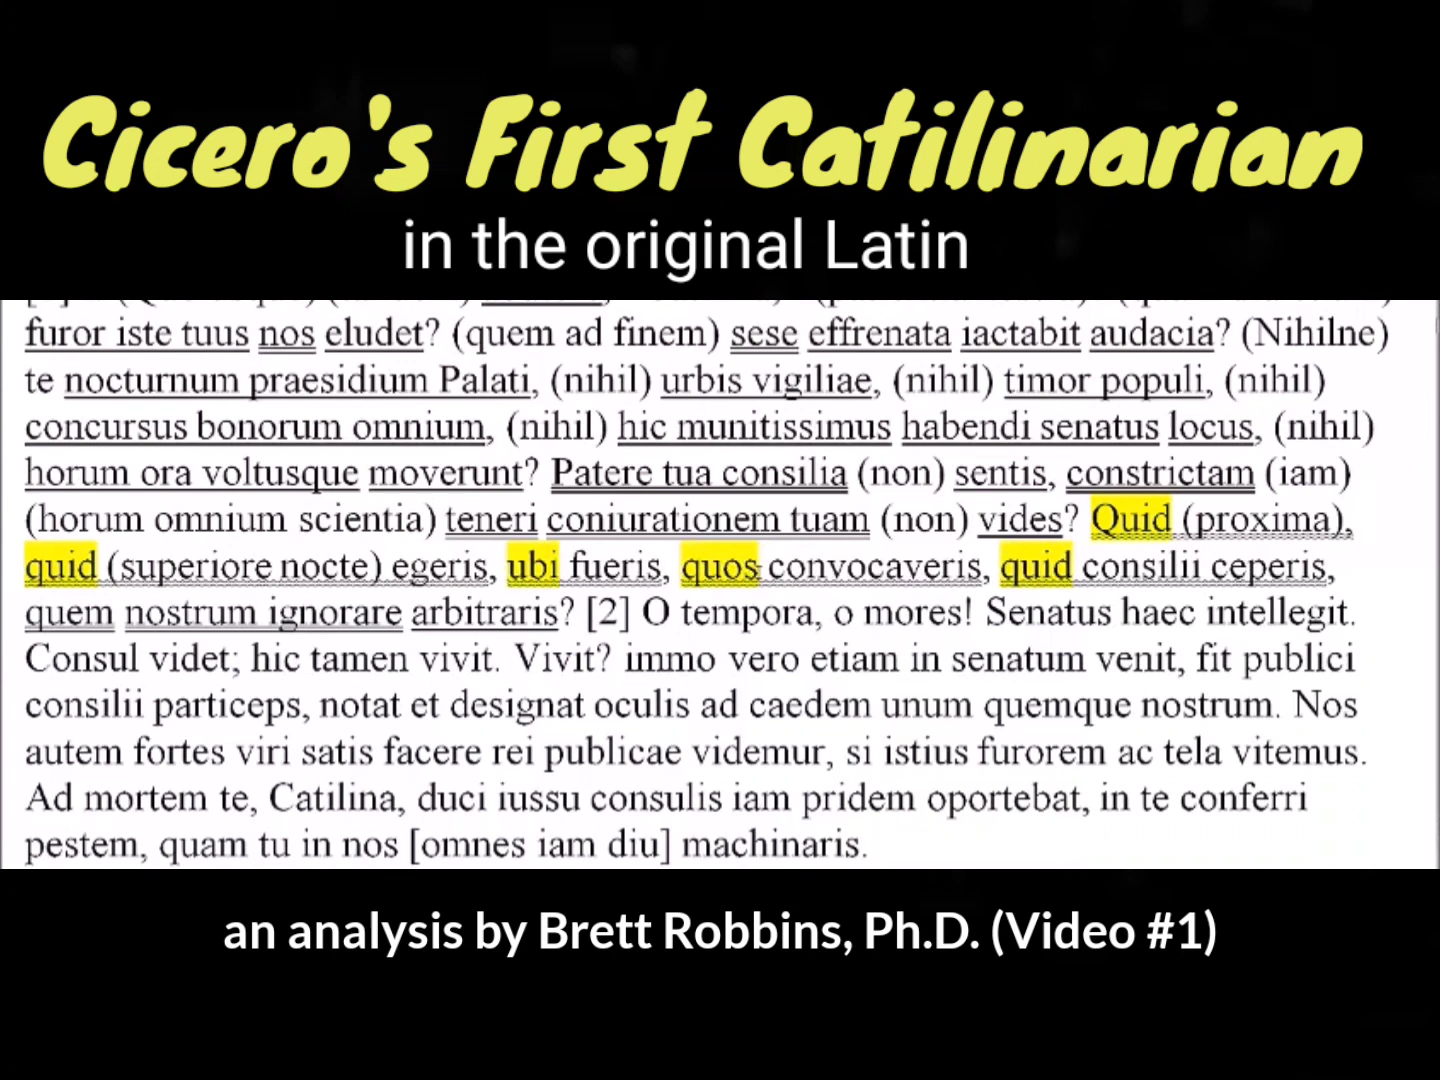 Cicero's First Catilinarian
in the original Latin
furor iste tuus nos eludet? (quem ad finem) sese effrenata iactabit audacia? (Nihilne)
te nocturnum praesidium Palati, (nihil) urbis vigiliae, (nihil) timor populi, (nihil)
concursus bonorum omnium, (nihil) hic munitissimus habendi senatus locus, (nihil)
horum ora voltusque moverunt? Patere tua consilia (non) sentis, constrictam (iam)
(horum omnium scientia) teneri coniurationem tuam (non) vides? Quid (proxima),
quid (superiore nocte) egeris, ubi fueris, quos convocaveris, quid consilii ceperis,
quem nostrum ignorare arbitraris? [2] O tempora, o mores! Senatus haec intellegit.
Consul videt; hic tamen vivit. Vivit? immo vero etiam in senatum venit, fit publici
consilii particeps, notat et designat oculis ad caedem unum quemque nostrum. Nos
autem fortes viri satis facere rei publicae videmur, si istius furorem ac tela vitemus.
Ad mortem te, Catilina, duci iussu consulis iam pridem oportebat, in te conferri
pestem, quam tu in nos [omnes iam diu] machinaris.
an analysis by Brett Robbins, Ph.D. (Video #1)